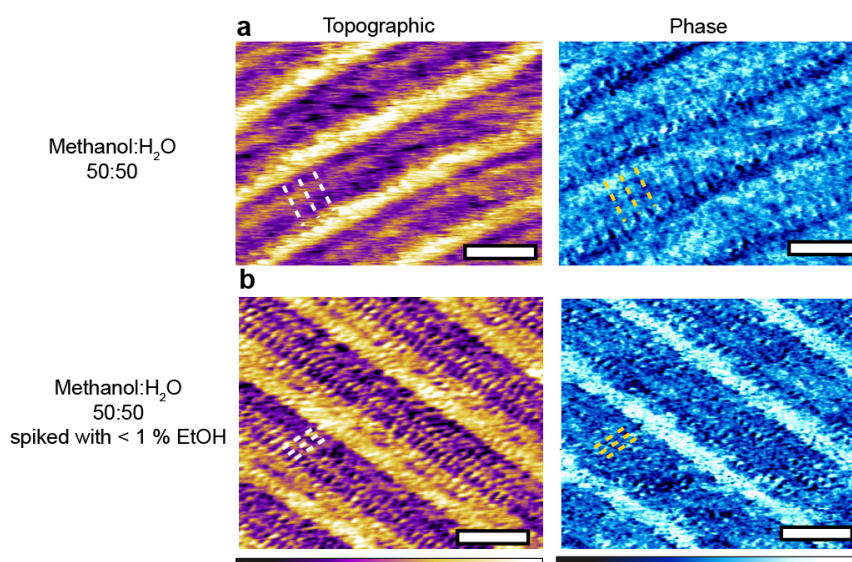 a
Topographic
Phase
Methanol:H₂O
50:50
b
Methanol:H₂O
50:50
spiked with < 1 % EtOH